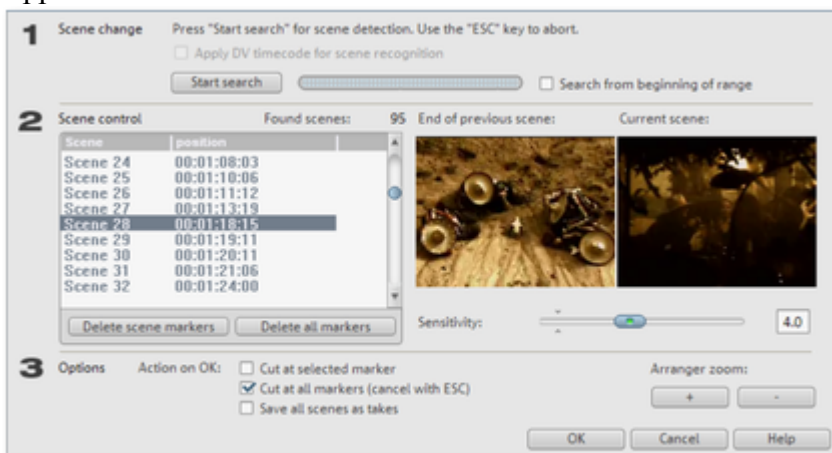 1 Scene change Press "Start search" for scene detection. Use the "ESC" key to abort.
Apply DV timecode for scene recognition
Start search Search from beginning of range
2 Scene control Found scenes: 95 End of previous scene: Current scene:
Scene position
Scene 24 00:01:08:03
Scene 25 00:01:10:06
Scene 26 00:01:11:12
Scene 27 00:01:13:19
Scene 28 00:01:18:15
Scene 29 00:01:19:11
Scene 30 00:01:20:11
Scene 31 00:01:21:06
Scene 32 00:01:24:00
Delete scene markers Delete all markers Sensitivity: 4.0
3 Options Action on OK: Cut at selected marker Arranger zoom:
Cut at all markers (cancel with ESC) + -
Save all scenes as takes
OK Cancel Help